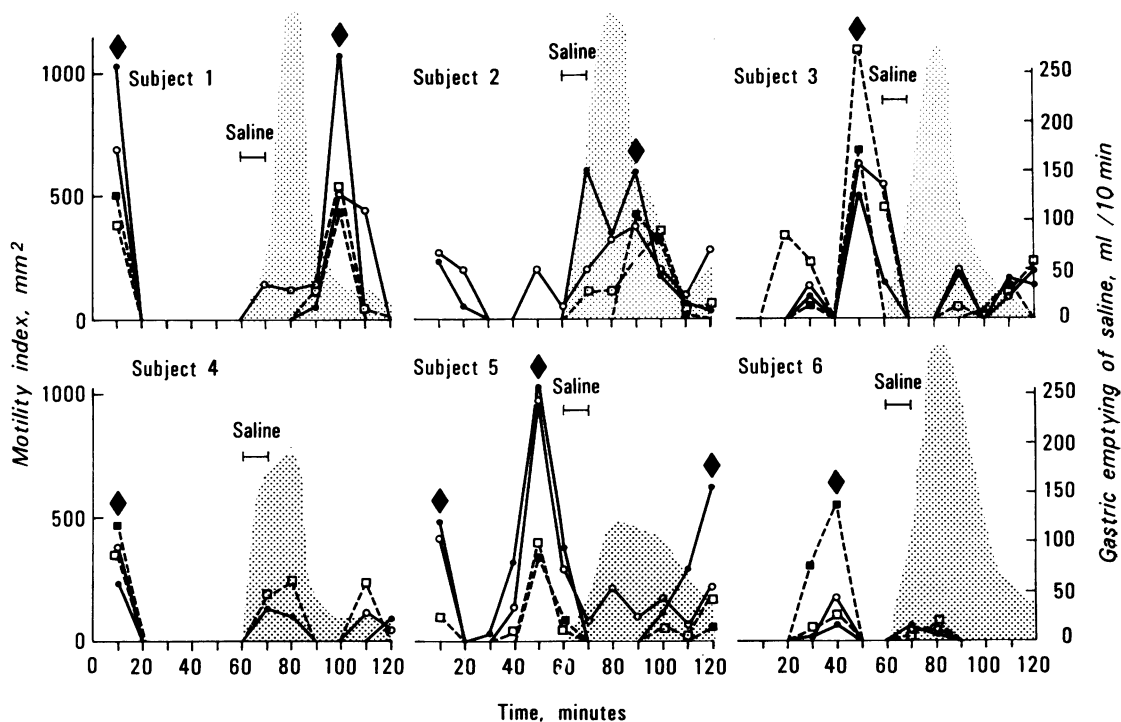 Subject 1
Saline
Subject 2
Saline
Subject 3
Saline
1000
500
0
250
200
150
100
50
0
Subject 4
Saline
Subject 5
Saline
Subject 6
Saline
1000
500
0
250
200
150
100
50
0
0 20 40 60 80 100 120
20 40 60 80 100 120
20 40 60 80 100 120
Time, minutes
Motility index, mm²
Gastric emptying of saline, ml /10 min